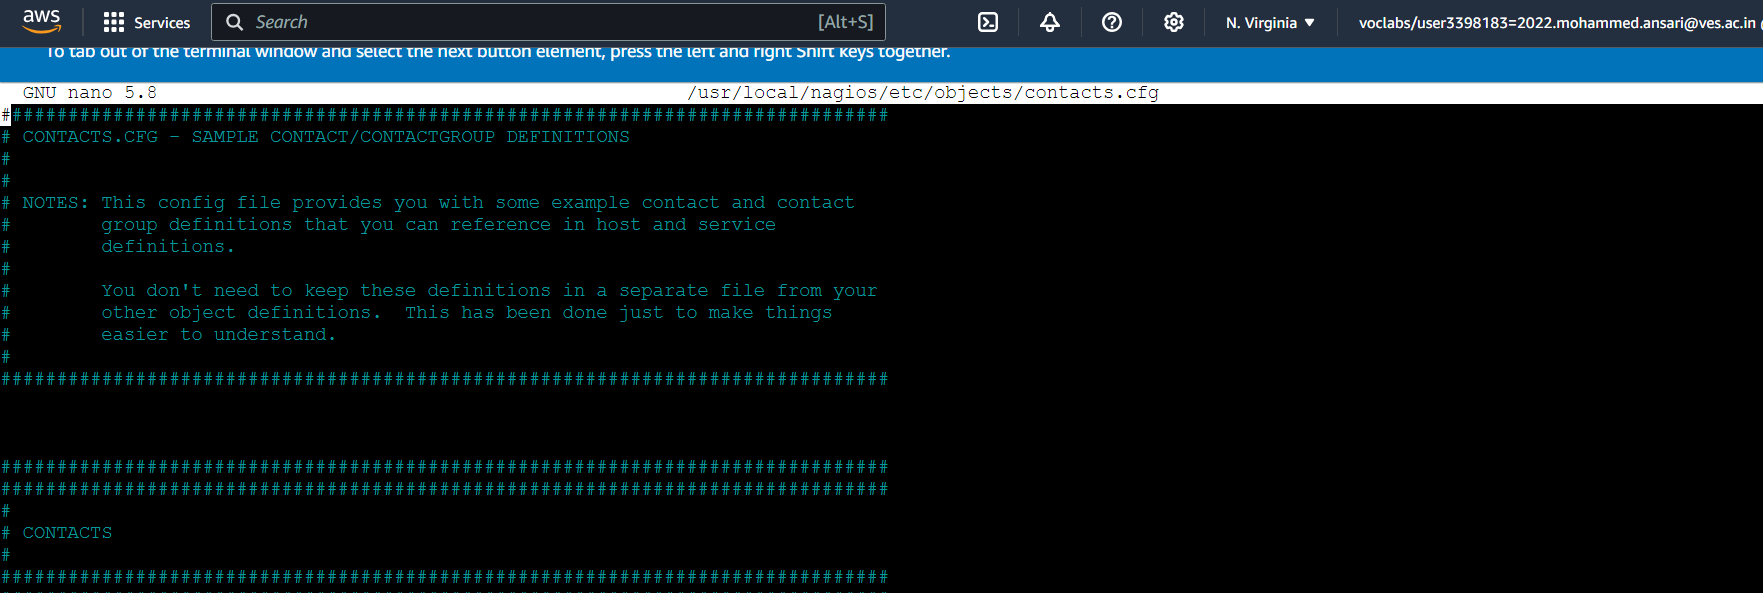 aws
Services
Search
[Alt+S]
N. Virginia
voclabs/user3398183=2022.mohammed.ansari@ves.ac.in
To tab out of the terminal window and select the next button element, press the left and right Shift keys together.
GNU nano 5.8 /usr/local/nagios/etc/objects/contacts.cfg
###############################################################################
# CONTACTS.CFG - SAMPLE CONTACT/CONTACTGROUP DEFINITIONS
#
#
# NOTES: This config file provides you with some example contact and contact
#        group definitions that you can reference in host and service
#        definitions.
#
#        You don't need to keep these definitions in a separate file from your
#        other object definitions.  This has been done just to make things
#        easier to understand.
#
###############################################################################
###############################################################################
###############################################################################
#
# CONTACTS
#
###############################################################################